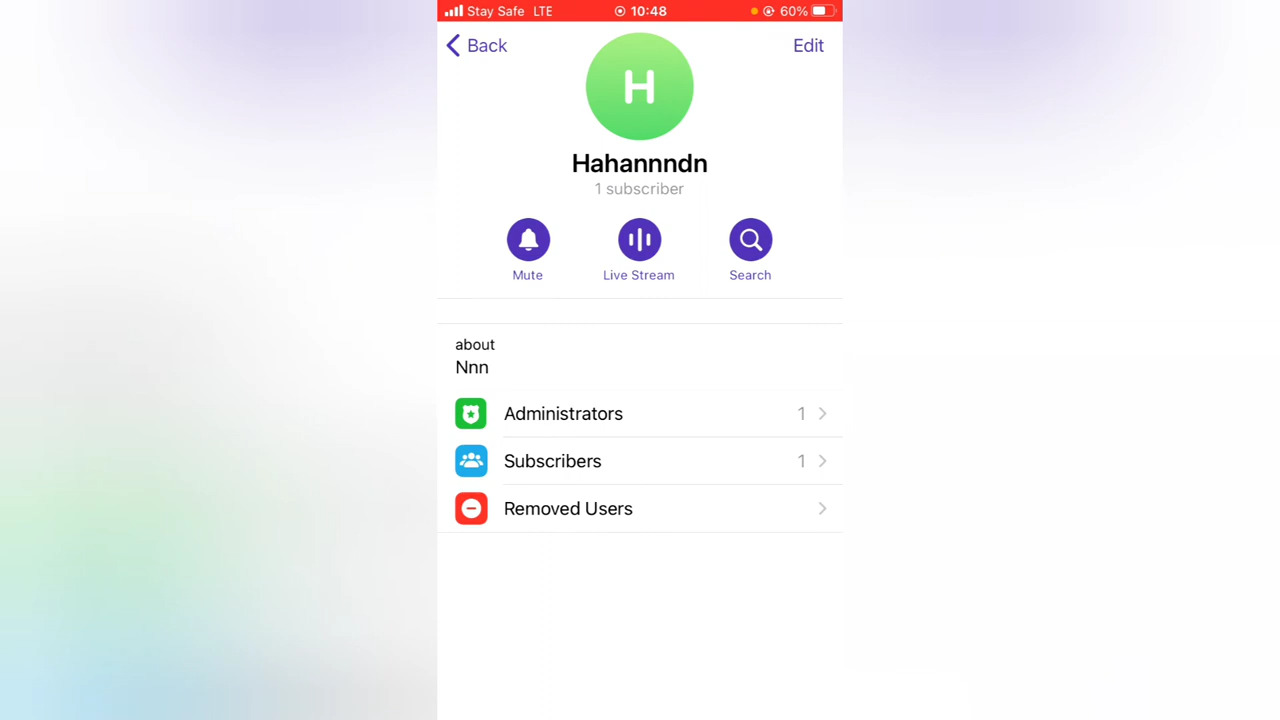 Stay Safe LTE 10:48 60%
Back Edit
H
Hahannndn
1 subscriber
Mute Live Stream Search
about
Nnn
Administrators 1
Subscribers 1
Removed Users